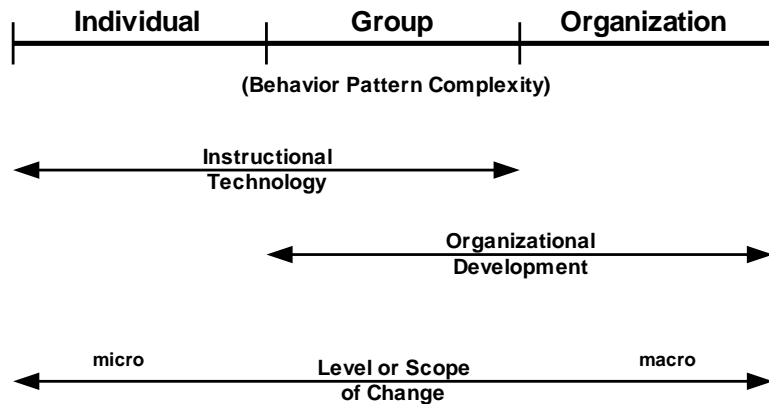 Individual Group Organization
(Behavior Pattern Complexity)
Instructional
Technology
Organizational
Development
micro Level or Scope macro
of Change